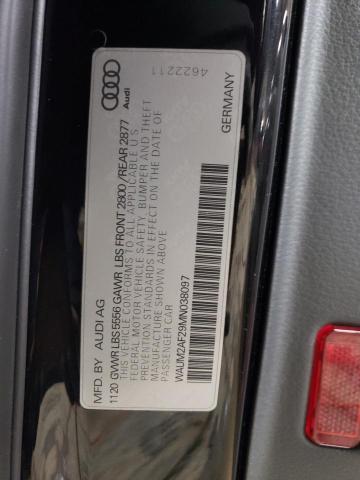 Audi
4622211
GERMANY
MFD. BY AUDI AG
1120 GWWR LBS 5556 GAWR LBS FRONT 2800 /REAR 2877
THIS VEHICLE CONFORMS TO ALL APPLICABLE U S
FEDERAL MOTOR VEHICLE SAFETY, BUMPER AND THEFT
PREVENTION STANDARDS IN EFFECT ON THE DATE OF
MANUFACTURE SHOWN ABOVE
PASSENGER CAR
WAUM2AF29MN038097